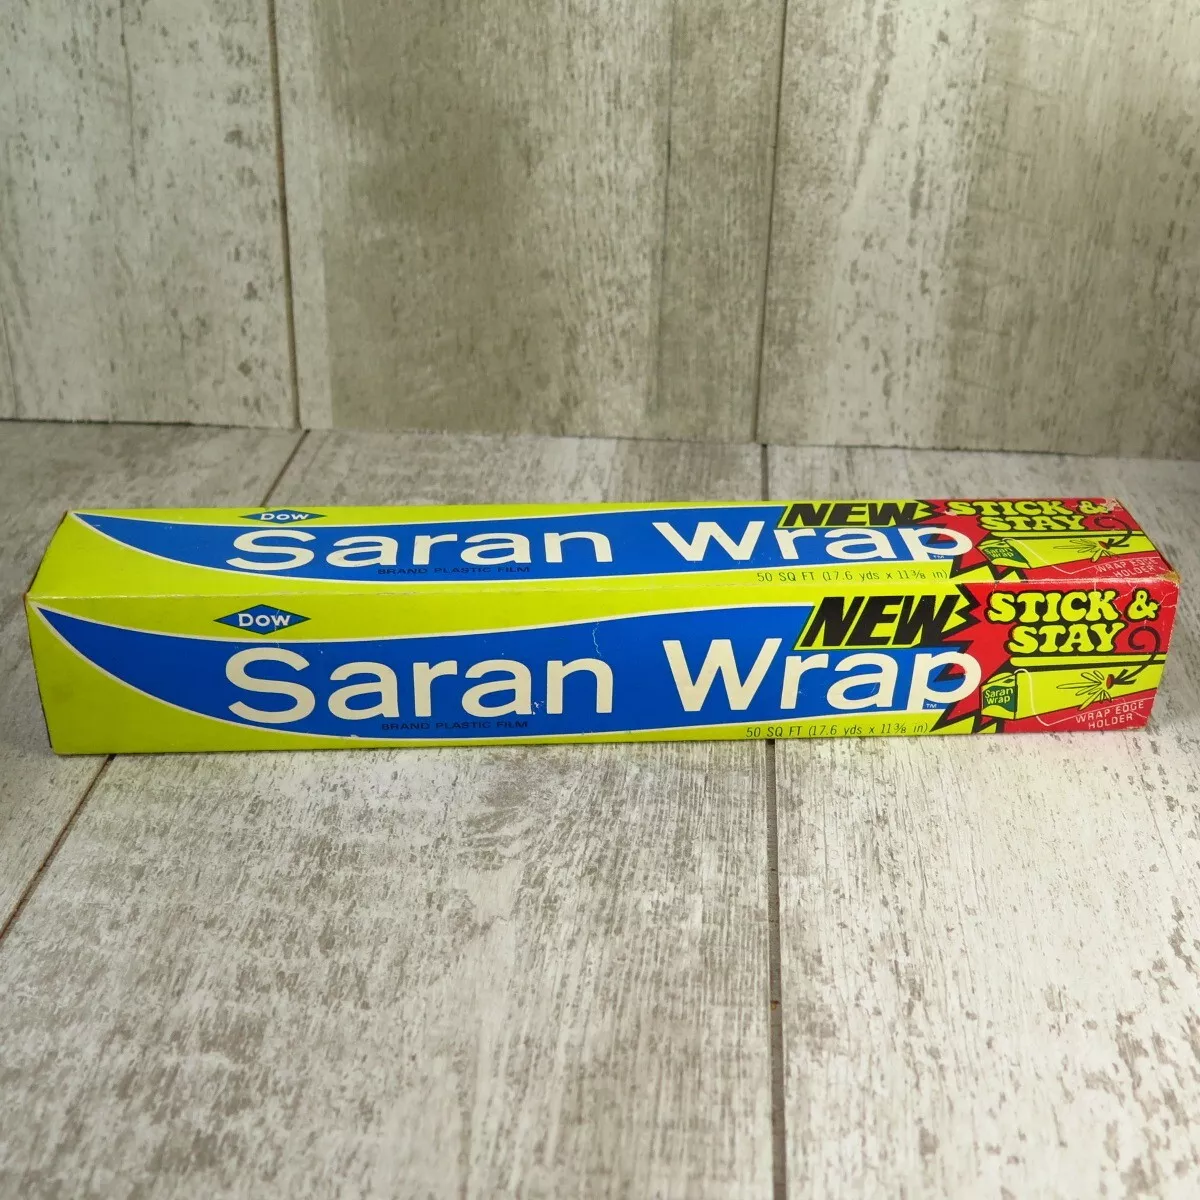 Dow
Saran Wrap™
BRAND PLASTIC FILM
50 SQ FT (17.6 yds x 11⅜ in)
NEW
STICK &
STAY
Saran
Wrap
WRAP EDGE
HOLDER
Dow
Saran Wrap™
BRAND PLASTIC FILM
50 SQ FT (17.6 yds x 11⅜ in)
NEW
STICK &
STAY
Saran
Wrap
WRAP EDGE
HOLDER